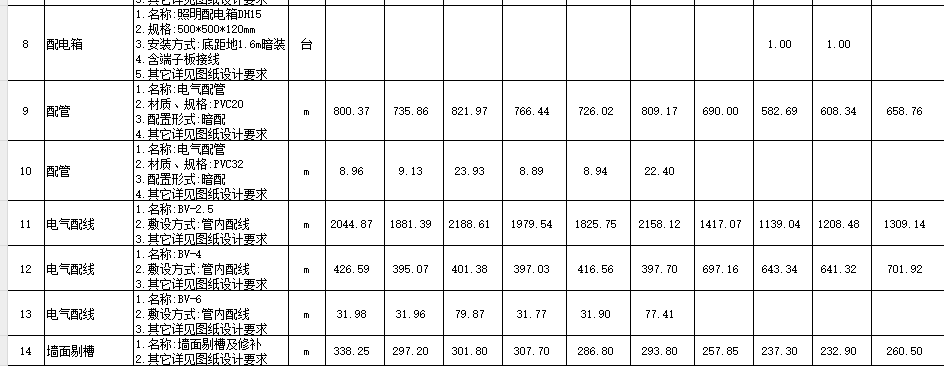 1.名称:照明配电箱DH15
2.规格:500*500*120mm
8 配电箱 3.安装方式:底距地1.6m暗装 台 1.00 1.00
4.含端子板接线
5.其它详见图纸设计要求
1.名称:电气配管
2.材质、规格:PVC20
9 配管 m 800.37 735.86 821.97 766.44 726.02 809.17 690.00 582.69 608.34 658.76
3.配置形式:暗配
4.其它详见图纸设计要求
1.名称:电气配管
2.材质、规格:PVC32
10 配管 m 8.96 9.13 23.93 8.89 8.94 22.40
3.配置形式:暗配
4.其它详见图纸设计要求
1.名称:BV-2.5
11 电气配线 2.敷设方式:管内配线 m 2044.87 1881.39 2188.61 1979.54 1825.75 2158.12 1417.07 1139.04 1208.48 1309.14
3.其它详见图纸设计要求
1.名称:BV-4
12 电气配线 2.敷设方式:管内配线 m 426.59 395.07 401.38 397.03 416.56 397.70 697.16 643.34 641.32 701.92
3.其它详见图纸设计要求
1.名称:BV-6
13 电气配线 2.敷设方式:管内配线 m 31.98 31.96 79.87 31.77 31.90 77.41
3.其它详见图纸设计要求
1.名称:墙面剔槽及修补
14 墙面剔槽 m 338.25 297.20 301.80 307.70 286.80 293.80 257.85 237.30 232.90 260.50
2.其它详见图纸设计要求